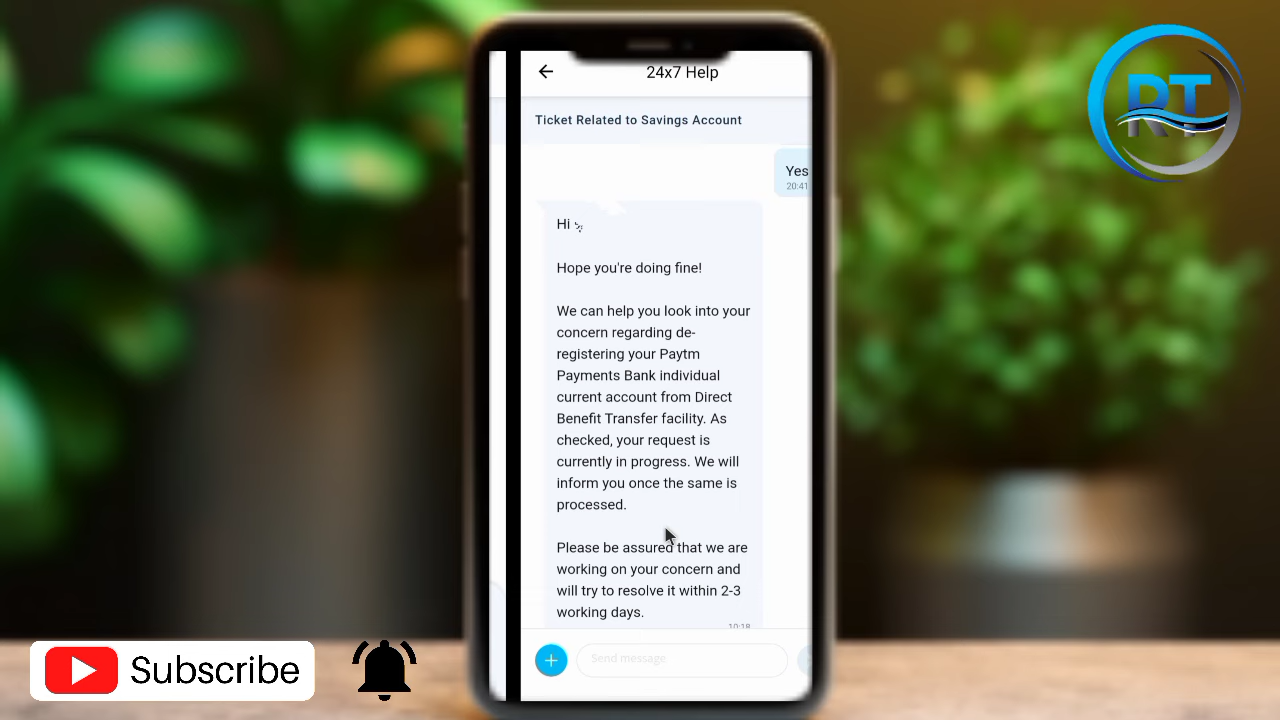 24x7 Help
Ticket Related to Savings Account
Yes
20:41
Hi
Hope you're doing fine!
We can help you look into your
concern regarding de-
registering your Paytm
Payments Bank individual
current account from Direct
Benefit Transfer facility. As
checked, your request is
currently in progress. We will
inform you once the same is
processed.
Please be assured that we are
working on your concern and
will try to resolve it within 2-3
working days.
10:18
Send message
RT
Subscribe